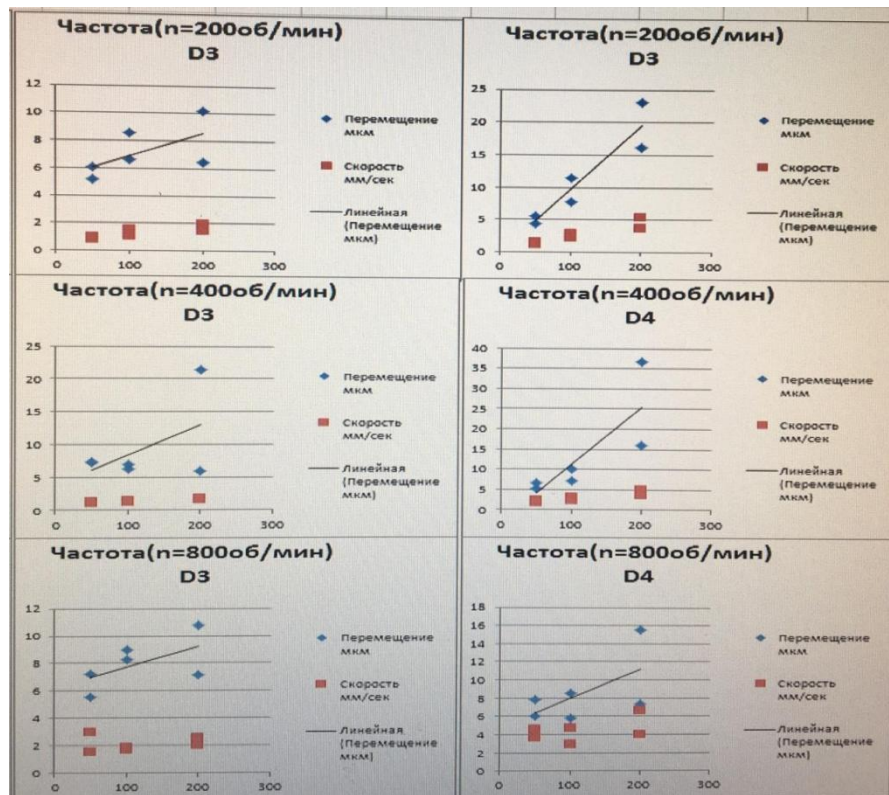 Частота(n=200об/мин)
D3
12
10
8
6
4
2
0
0
100
200
300
Перемещение
мкм
Скорость
мм/сек
Линейная
(Перемещение
мкм)
Частота(n=200об/мин)
D3
25
20
15
10
5
0
0
100
200
300
Перемещение
мкм
Скорость
мм/сек
Линейная
(Перемещение
мкм)
Частота(n=400об/мин)
D3
25
20
15
10
5
0
0
100
200
300
Перемещение
мкм
Скорость
мм/сек
Линейная
(Перемещение
мкм)
Частота(n=400об/мин)
D4
40
35
30
25
20
15
10
5
0
0
100
200
300
Перемещение
мкм
Скорость
мм/сек
Линейная
(Перемещение
мкм)
Частота(n=800об/мин)
D3
12
10
8
6
4
2
0
0
100
200
300
Перемещение
мкм
Скорость
мм/сек
Линейная
(Перемещение
мкм)
Частота(n=800об/мин)
D4
18
16
14
12
10
8
6
4
2
0
0
100
200
300
Перемещение
мкм
Скорость
мм/сек
Линейная
(Перемещение
мкм)